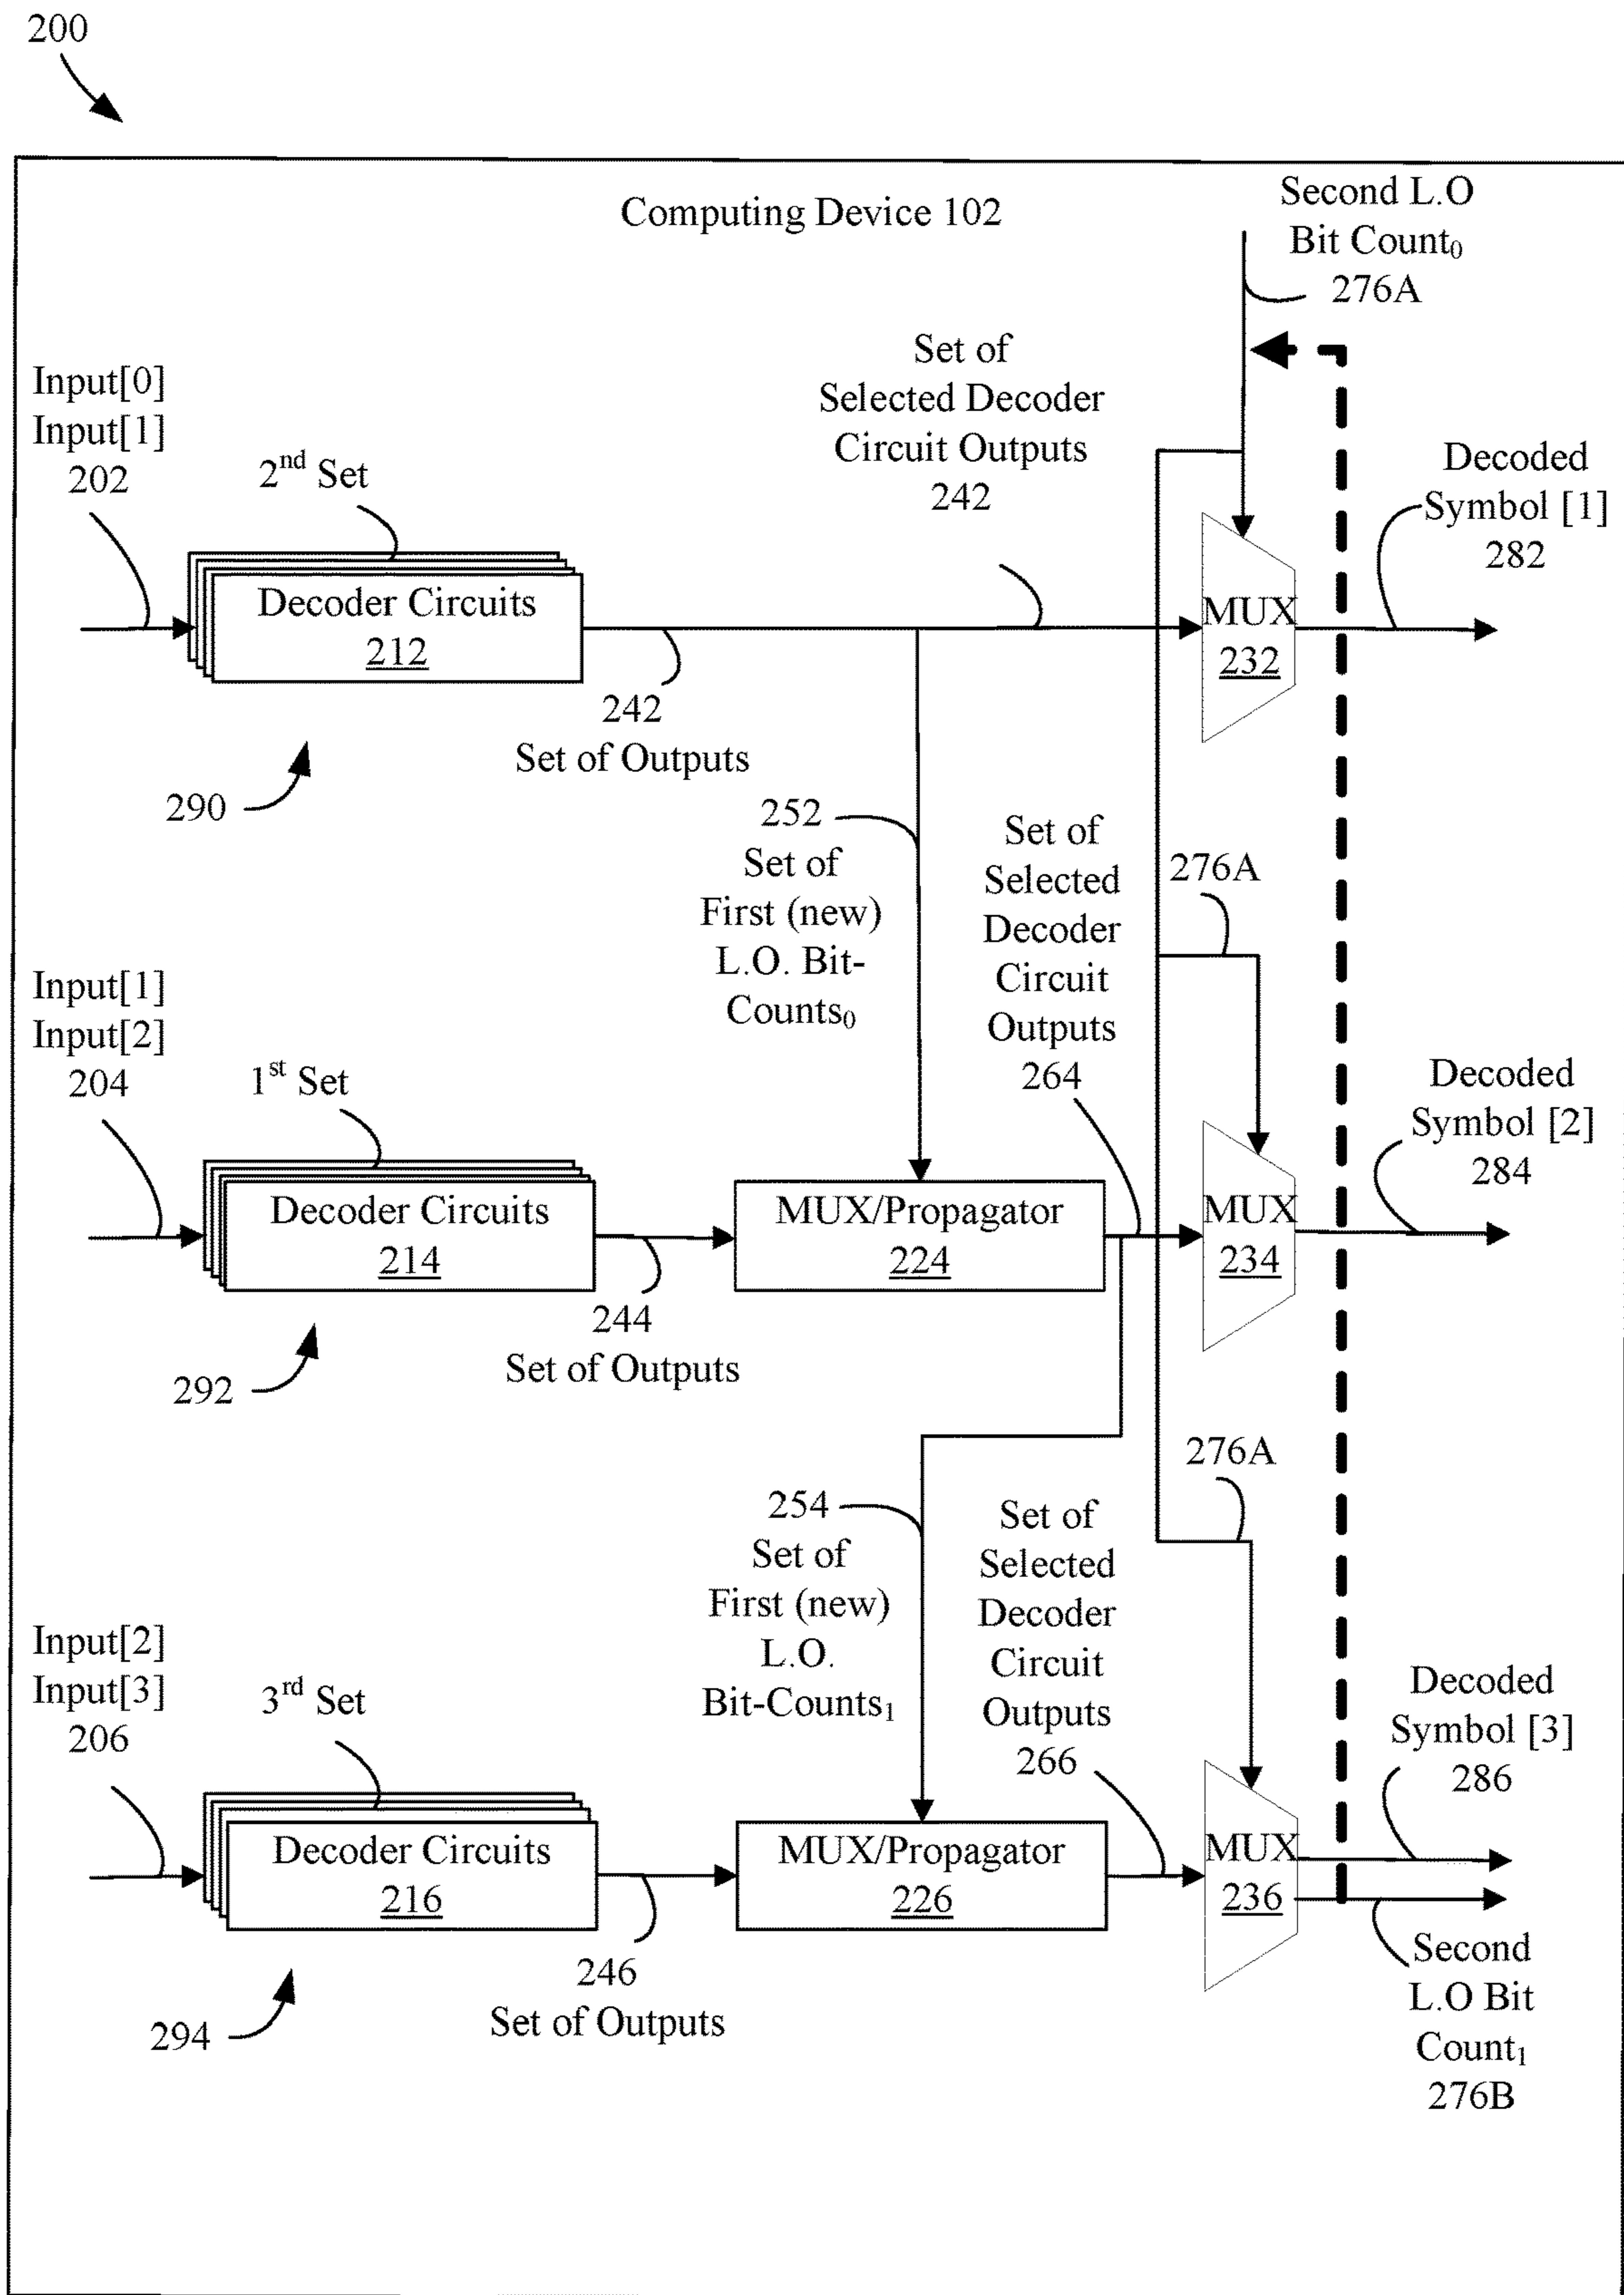 200
Computing Device 102
Second L.O
Bit Count₀
276A
Input[0]
Input[1]
202
2nd Set
Decoder Circuits
212
242
Set of Outputs
290
Set of
Selected Decoder
Circuit Outputs
242
MUX
232
Decoded
Symbol [1]
282
252
Set of
First (new)
L.O. Bit-
Counts₀
Set of
Selected
Decoder
Circuit
Outputs
264
276A
Input[1]
Input[2]
204
1st Set
Decoder Circuits
214
244
Set of Outputs
292
MUX/Propagator
224
MUX
234
Decoded
Symbol [2]
284
254
Set of
First (new)
L.O.
Bit-Counts₁
Set of
Selected
Decoder
Circuit
Outputs
266
276A
Input[2]
Input[3]
206
3rd Set
Decoder Circuits
216
246
Set of Outputs
294
MUX/Propagator
226
MUX
236
Decoded
Symbol [3]
286
Second
L.O Bit
Count₁
276B